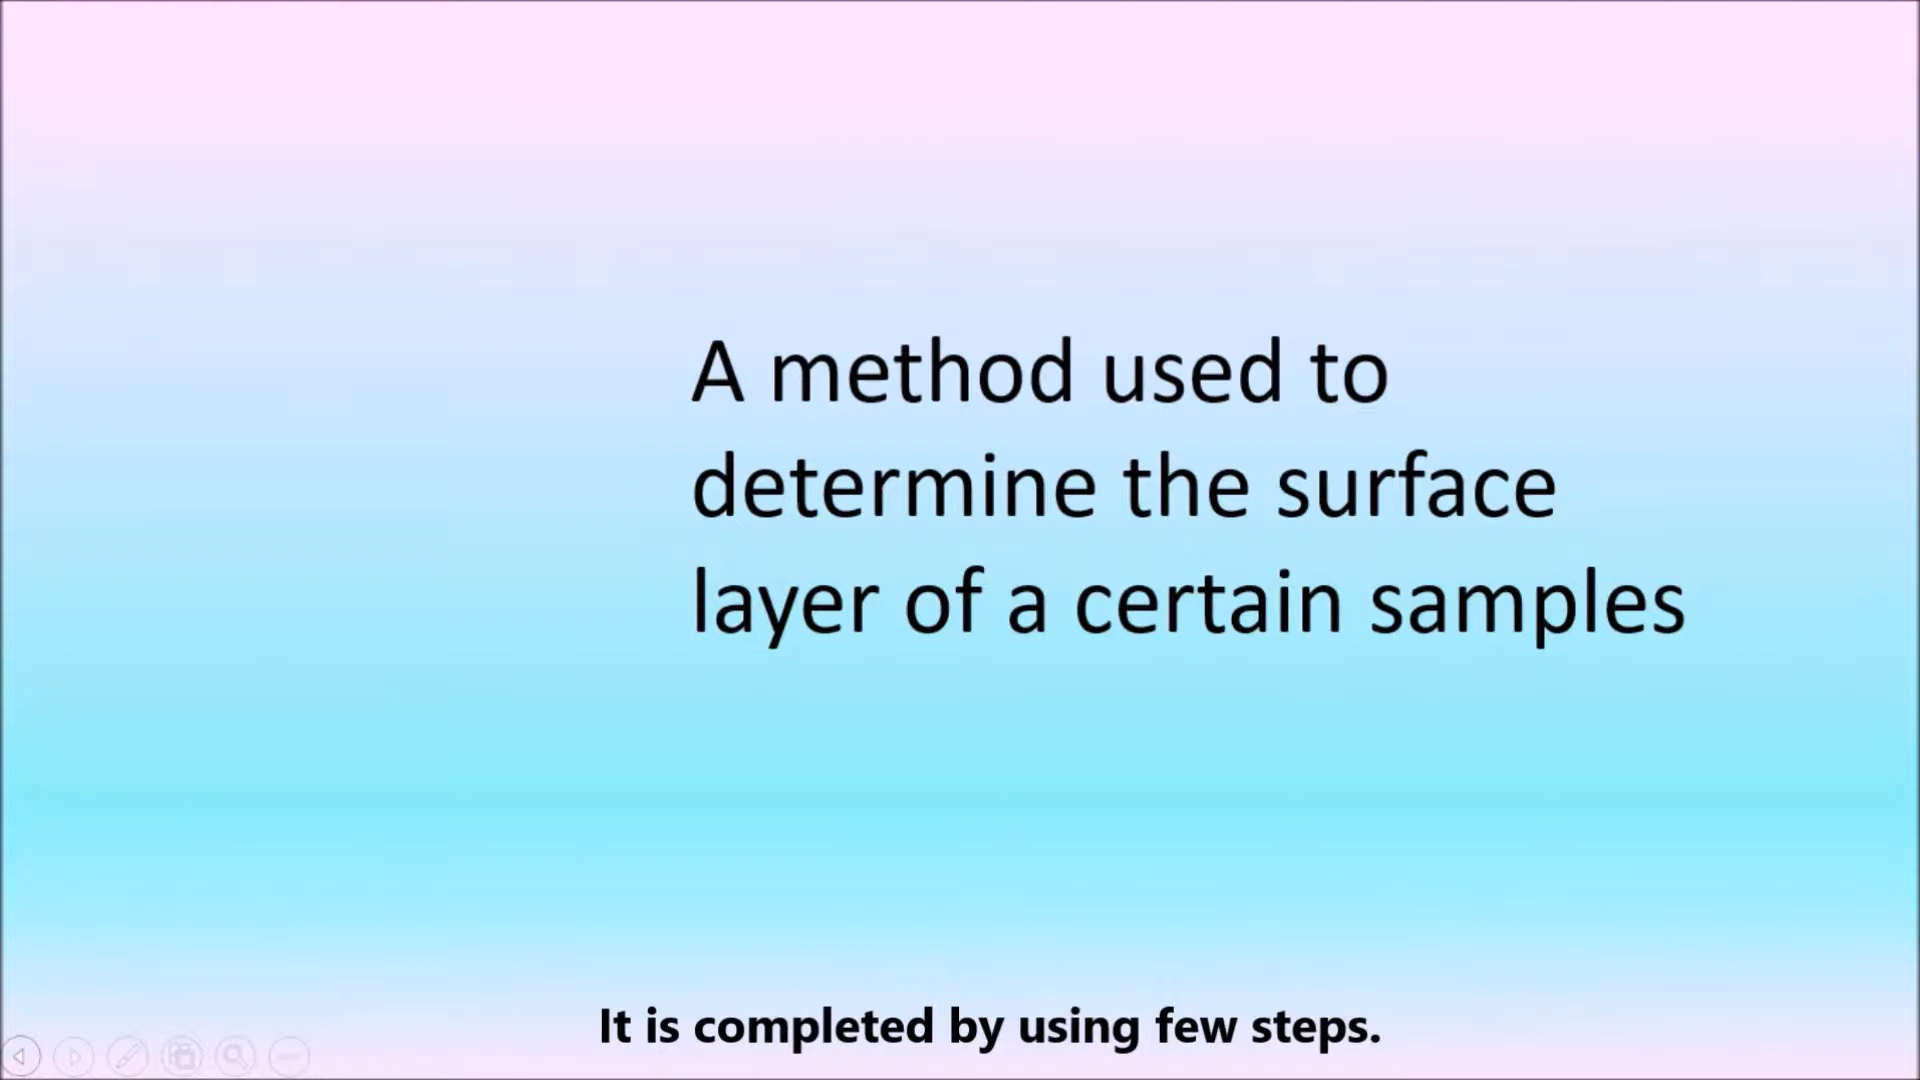 A method used to
determine the surface
layer of a certain samples
It is completed by using few steps.